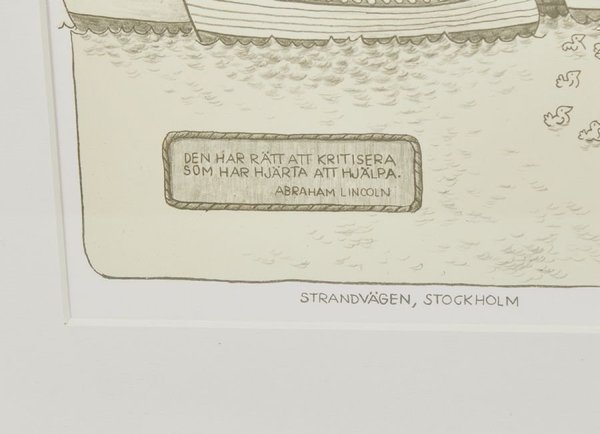 DEN HAR RÄTT ATT KRITISERA
SOM HAR HJÄRTA ATT HJÄLPA.
ABRAHAM LINCOLN
STRANDVÄGEN, STOCKHOLM